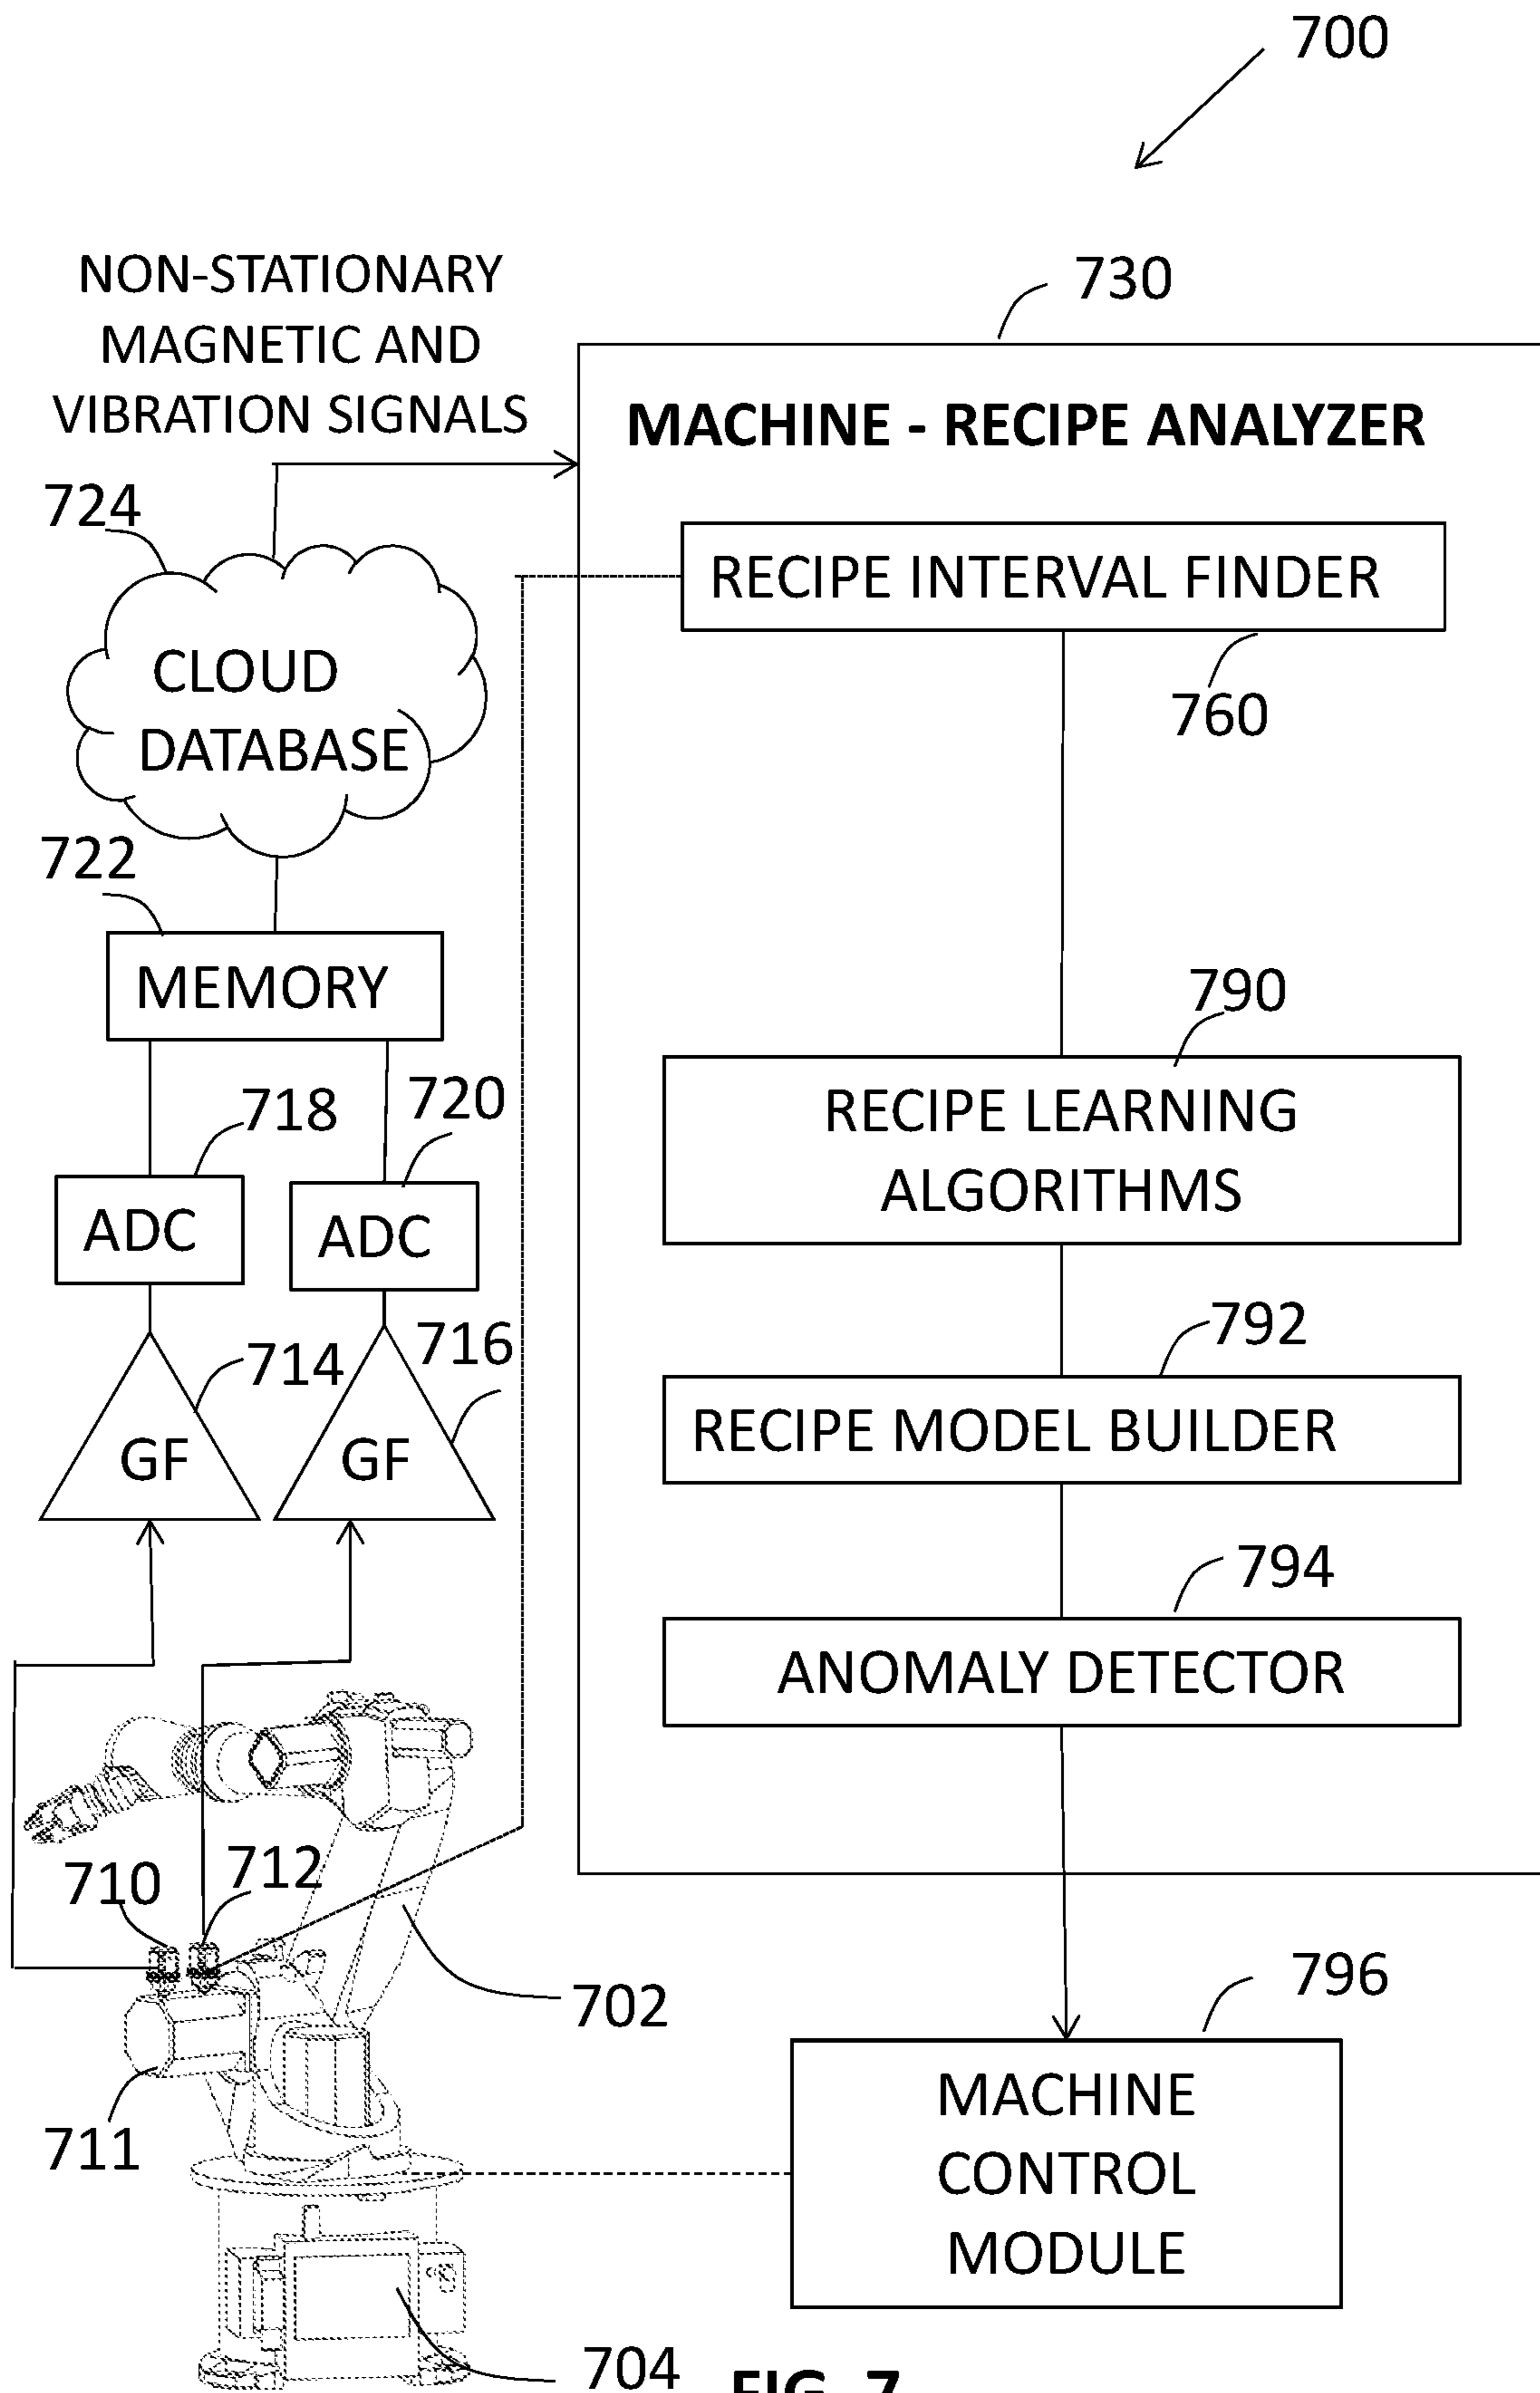 700
NON-STATIONARY
MAGNETIC AND
VIBRATION SIGNALS
730
MACHINE - RECIPE ANALYZER
724
RECIPE INTERVAL FINDER
CLOUD
DATABASE
760
722
MEMORY
790
718
720
RECIPE LEARNING
ALGORITHMS
ADC
ADC
792
714
716
GF
GF
RECIPE MODEL BUILDER
794
ANOMALY DETECTOR
710
712
702
796
711
MACHINE
CONTROL
MODULE
704
FIG. 7